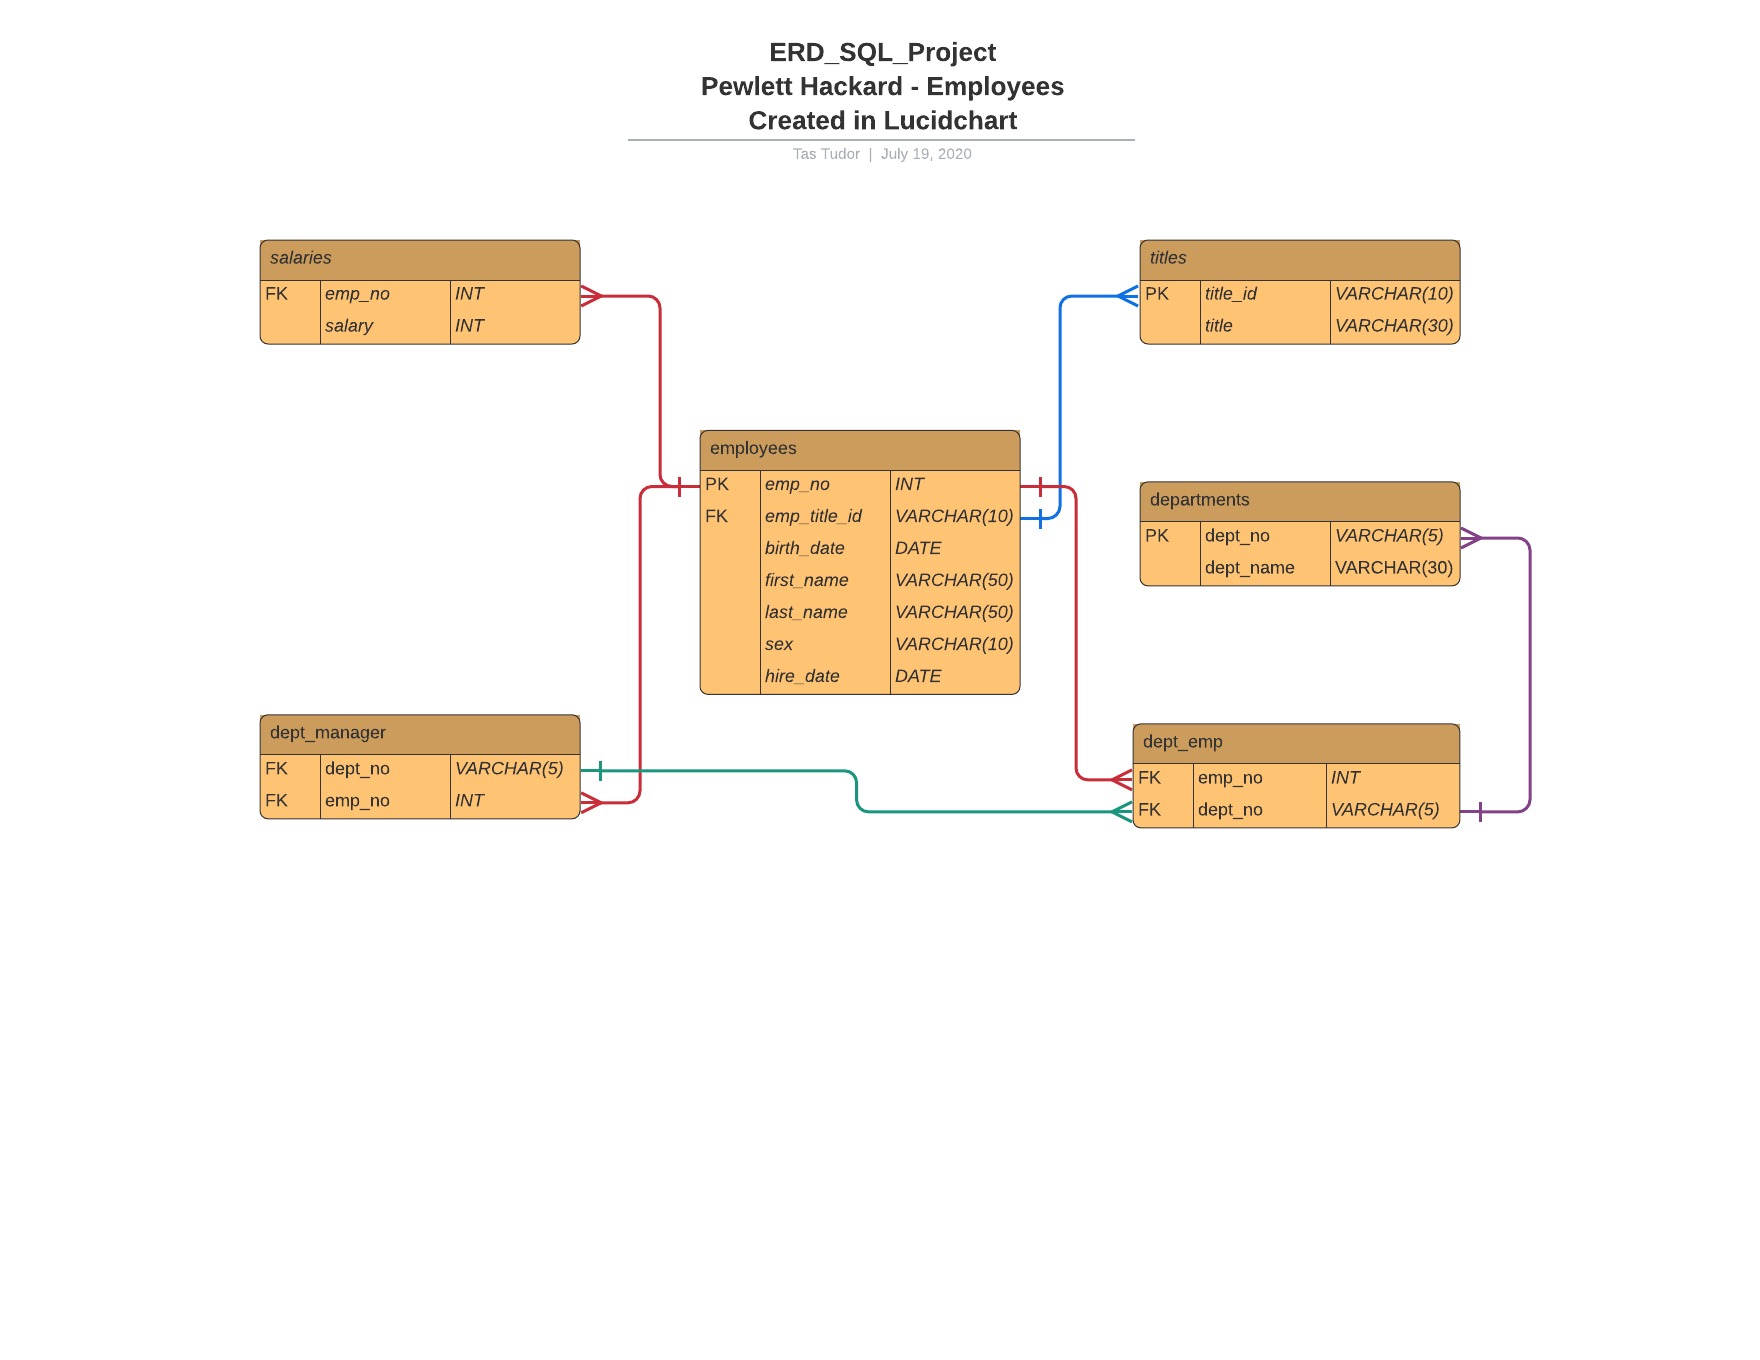 ERD_SQL_Project
Pewlett Hackard - Employees
Created in Lucidchart
Tas Tudor | July 19, 2020
salaries
FK emp_no INT
salary INT
titles
PK title_id VARCHAR(10)
title VARCHAR(30)
employees
PK emp_no INT
FK emp_title_id VARCHAR(10)
birth_date DATE
first_name VARCHAR(50)
last_name VARCHAR(50)
sex VARCHAR(10)
hire_date DATE
departments
PK dept_no VARCHAR(5)
dept_name VARCHAR(30)
dept_manager
FK dept_no VARCHAR(5)
FK emp_no INT
dept_emp
FK emp_no INT
FK dept_no VARCHAR(5)